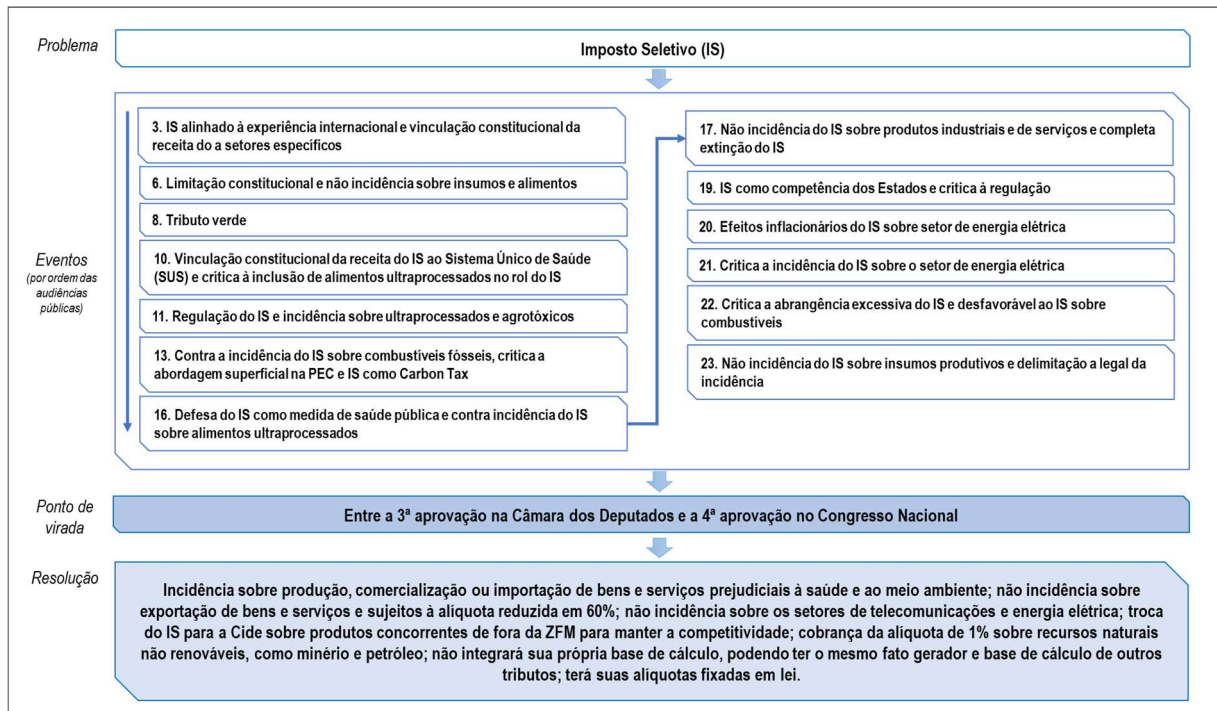 Problema
Imposto Seletivo (IS)
Eventos
(por ordem das
audiências
públicas)
3. IS alinhado à experiência internacional e vinculação constitucional da
receita do a setores específicos
6. Limitação constitucional e não incidência sobre insumos e alimentos
8. Tributo verde
10. Vinculação constitucional da receita do IS ao Sistema Único de Saúde
(SUS) e crítica à inclusão de alimentos ultraprocessados no rol do IS
11. Regulação do IS e incidência sobre ultraprocessados e agrotóxicos
13. Contra a incidência do IS sobre combustíveis fósseis, crítica a
abordagem superficial na PEC e IS como Carbon Tax
16. Defesa do IS como medida de saúde pública e contra incidência do IS
sobre alimentos ultraprocessados
17. Não incidência do IS sobre produtos industriais e de serviços e completa
extinção do IS
19. IS como competência dos Estados e crítica à regulação
20. Efeitos inflacionários do IS sobre setor de energia elétrica
21. Crítica a incidência do IS sobre o setor de energia elétrica
22. Crítica a abrangência excessiva do IS e desfavorável ao IS sobre
combustíveis
23. Não incidência do IS sobre insumos produtivos e delimitação a legal da
incidência
Ponto de
virada
Entre a 3ª aprovação na Câmara dos Deputados e a 4ª aprovação no Congresso Nacional
Resolução
Incidência sobre produção, comercialização ou importação de bens e serviços prejudiciais à saúde e ao meio ambiente; não incidência sobre
exportação de bens e serviços e sujeitos à alíquota reduzida em 60%; não incidência sobre os setores de telecomunicações e energia elétrica; troca
do IS para a Cide sobre produtos concorrentes de fora da ZFM para manter a competitividade; cobrança da alíquota de 1% sobre recursos naturais
não renováveis, como minério e petróleo; não integrará sua própria base de cálculo, podendo ter o mesmo fato gerador e base de cálculo de outros
tributos; terá suas alíquotas fixadas em lei.